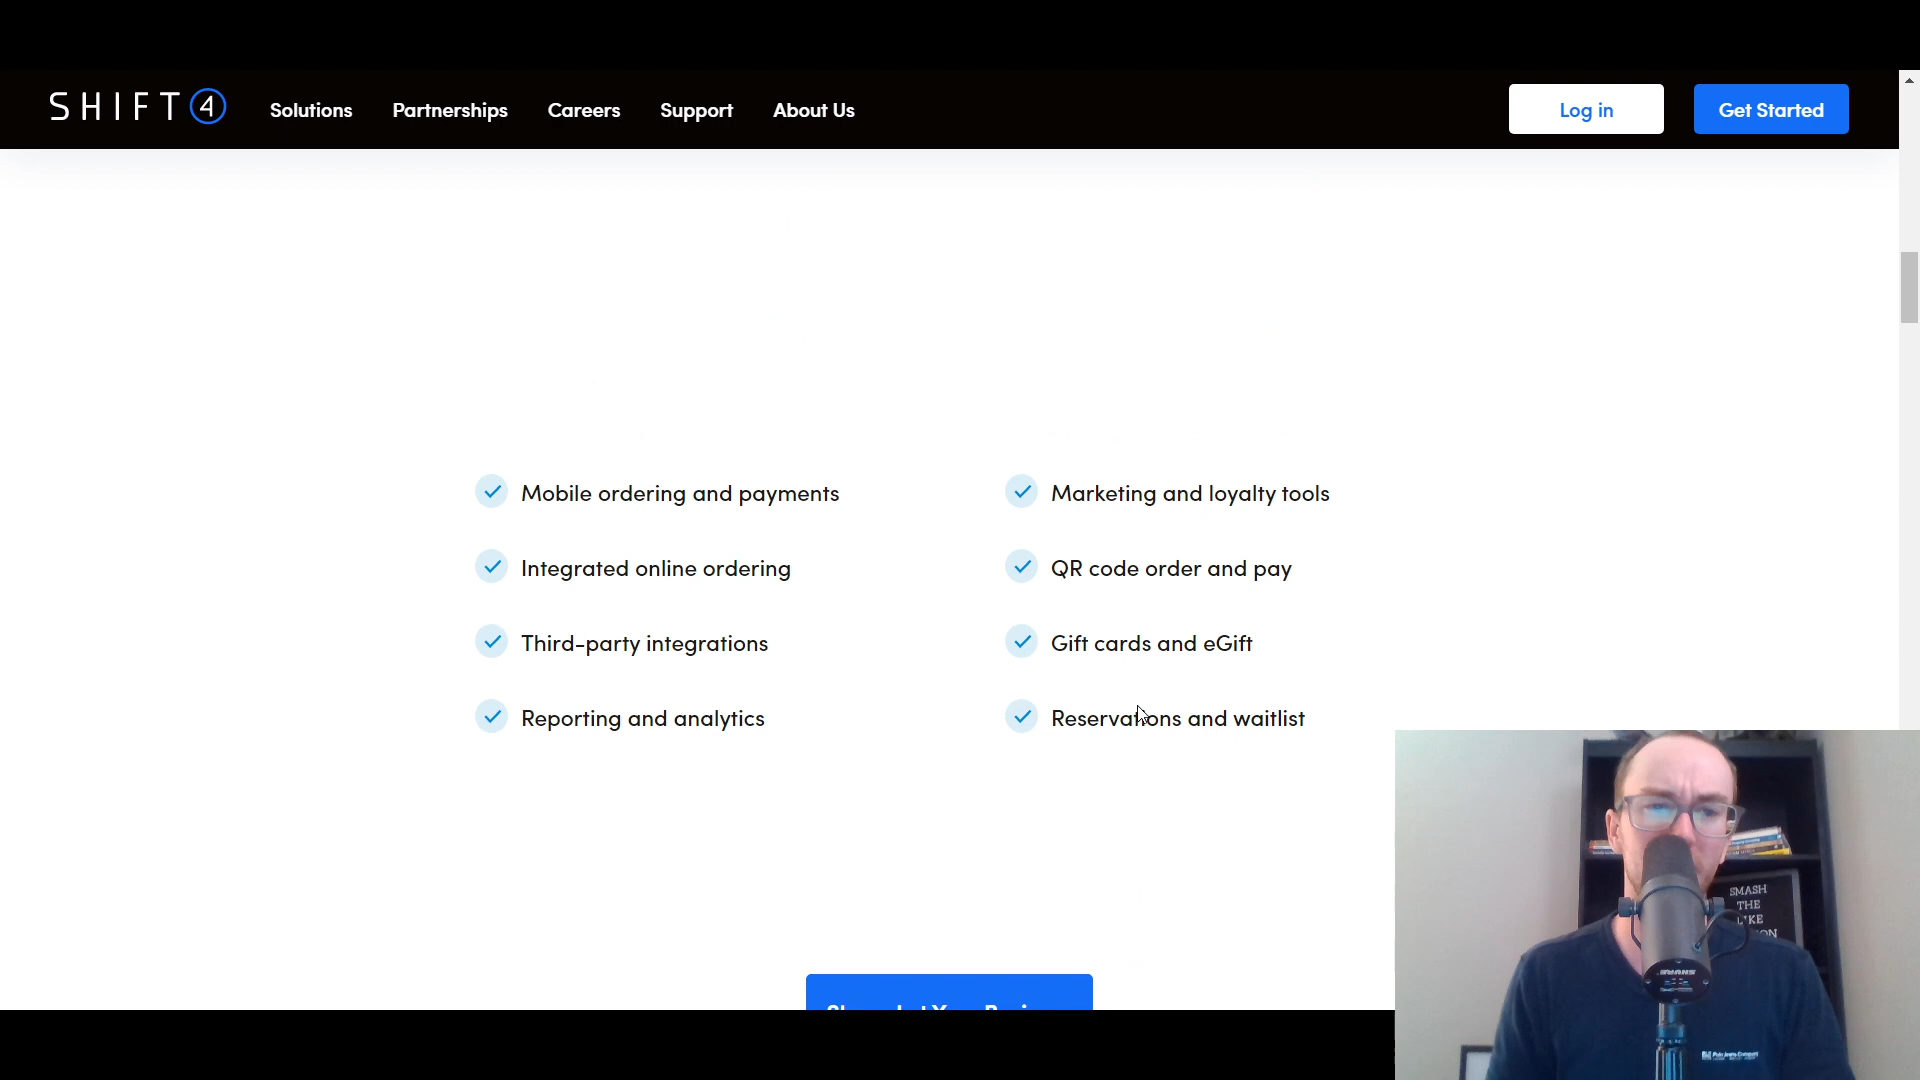 SHIFT4
Solutions
Partnerships
Careers
Support
About Us
Log in
Get Started
Mobile ordering and payments
Marketing and loyalty tools
Integrated online ordering
QR code order and pay
Third-party integrations
Gift cards and eGift
Reporting and analytics
Reservations and waitlist
SMASH
THE